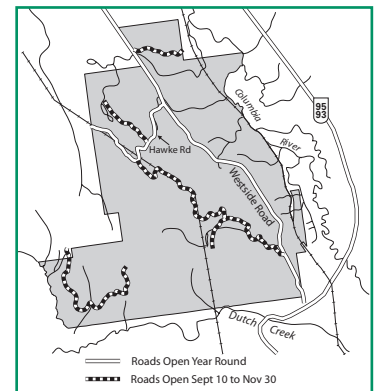 Columbia
River
95
93
Hawke Rd
Westside Road
Dutch
Creek
Roads Open Year Round
Roads Open Sept 10 to Nov 30